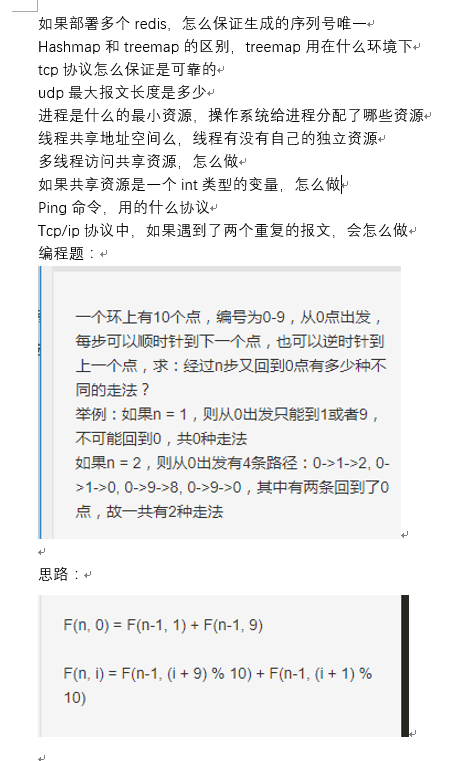 如果部署多个 redis，怎么保证生成的序列号唯一
Hashmap 和 treemap 的区别，treemap 用在什么环境下
tcp 协议怎么保证是可靠的
udp 最大报文长度是多少
进程是什么的最小资源，操作系统给进程分配了哪些资源
线程共享地址空间么，线程有没有自己的独立资源
多线程访问共享资源，怎么做
如果共享资源是一个 int 类型的变量，怎么做
Ping 命令，用的什么协议
Tcp/ip 协议中，如果遇到了两个重复的报文，会怎么做
编程题：
一个环上有10个点，编号为0-9，从0点出发，
每步可以顺时针到下一个点，也可以逆时针到
上一个点，求：经过n步又回到0点有多少种不
同的走法？
举例：如果n = 1，则从0出发只能到1或者9，
不可能回到0，共0种走法
如果n = 2，则从0出发有4条路径：0->1->2, 0-
>1->0, 0->9->8, 0->9->0，其中有两条回到了0
点，故一共有2种走法
思路：
F(n, 0) = F(n-1, 1) + F(n-1, 9)
F(n, i) = F(n-1, (i + 9) % 10) + F(n-1, (i + 1) %
10)